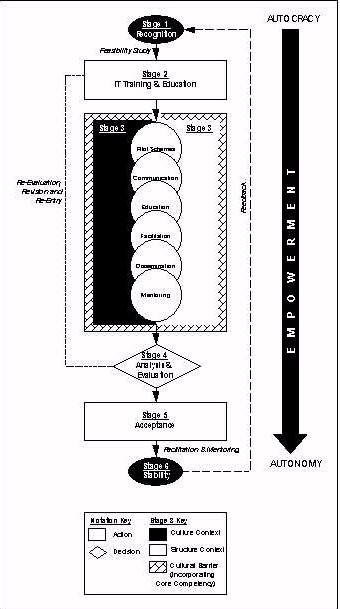 Stage 1
Recognition
AUTOCRACY
Feasibility Study
Stage 2
IT Training & Education
Stage 3
Stage 3
Pilot Schemes
Communication
Education
Facilitation
Dissemination
Mentoring
Re-Evaluation,
Revision and
Re-Entry
Feedback
EMPOWERMENT
Stage 4
Analysis &
Evaluation
Stage 5
Acceptance
Facilitation & Mentoring
Stage 6
Stability
AUTONOMY
Notation Key
Action
Decision
Stage 3 Key
Culture Context
Structure Context
Cultural Barrier
(Incorporating
Core Competency)